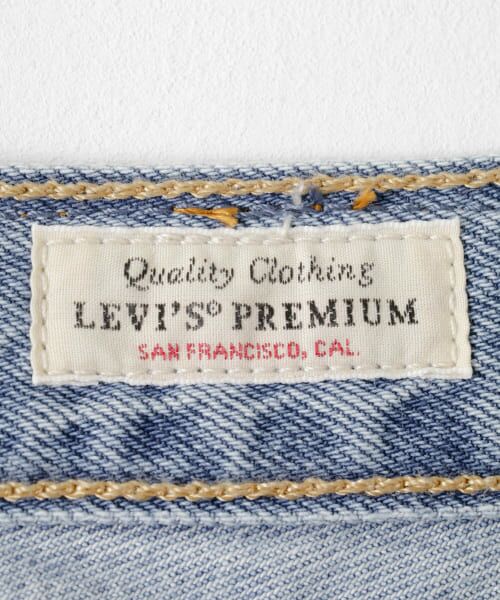 Quality Clothing
LEVI'S® PREMIUM
SAN FRANCISCO, CAL.